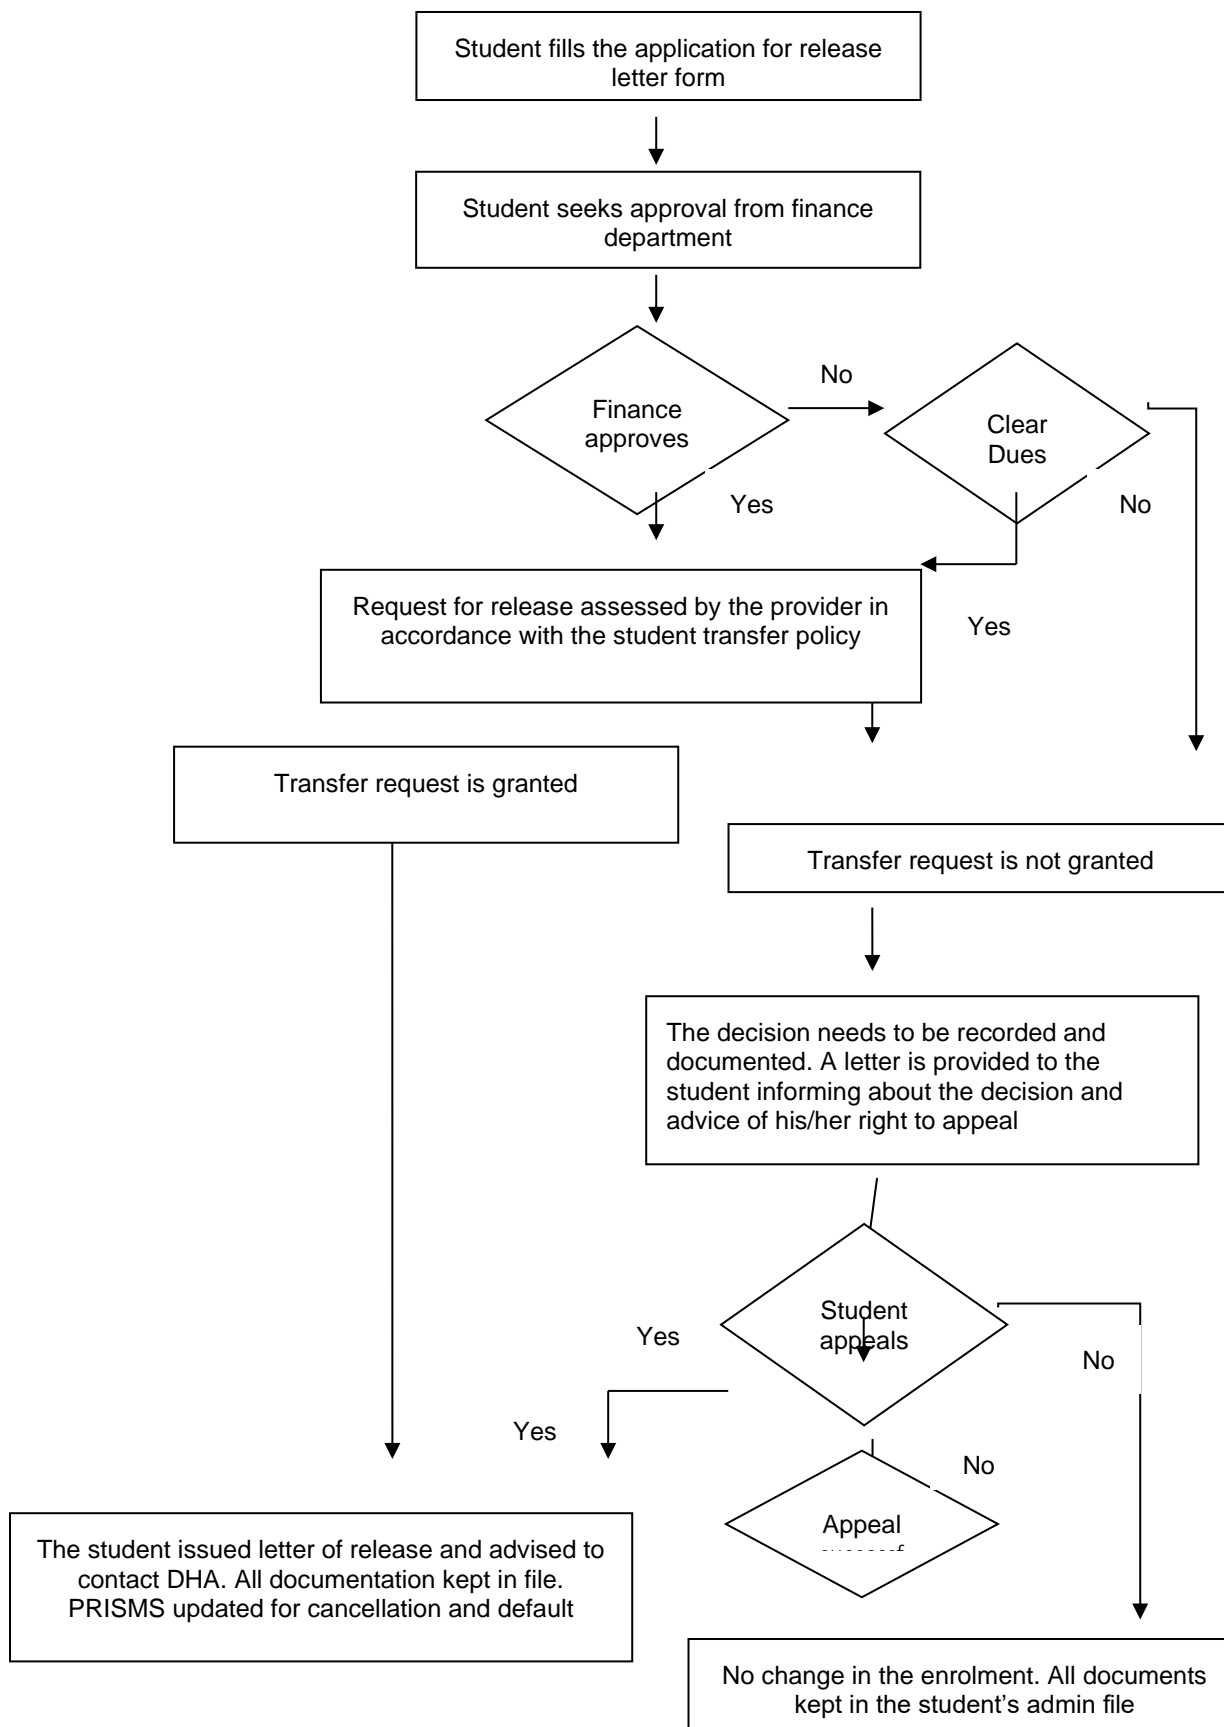 Student fills the application for release
letter form
Student seeks approval from finance
department
No
Finance
approves
Clear
Dues
Yes
No
Request for release assessed by the provider in
accordance with the student transfer policy
Yes
Transfer request is granted
Transfer request is not granted
The decision needs to be recorded and
documented. A letter is provided to the
student informing about the decision and
advice of his/her right to appeal
Student
appeals
Yes
No
Yes
No
Appeal
The student issued letter of release and advised to
contact DHA. All documentation kept in file.
PRISMS updated for cancellation and default
No change in the enrolment. All documents
kept in the student’s admin file